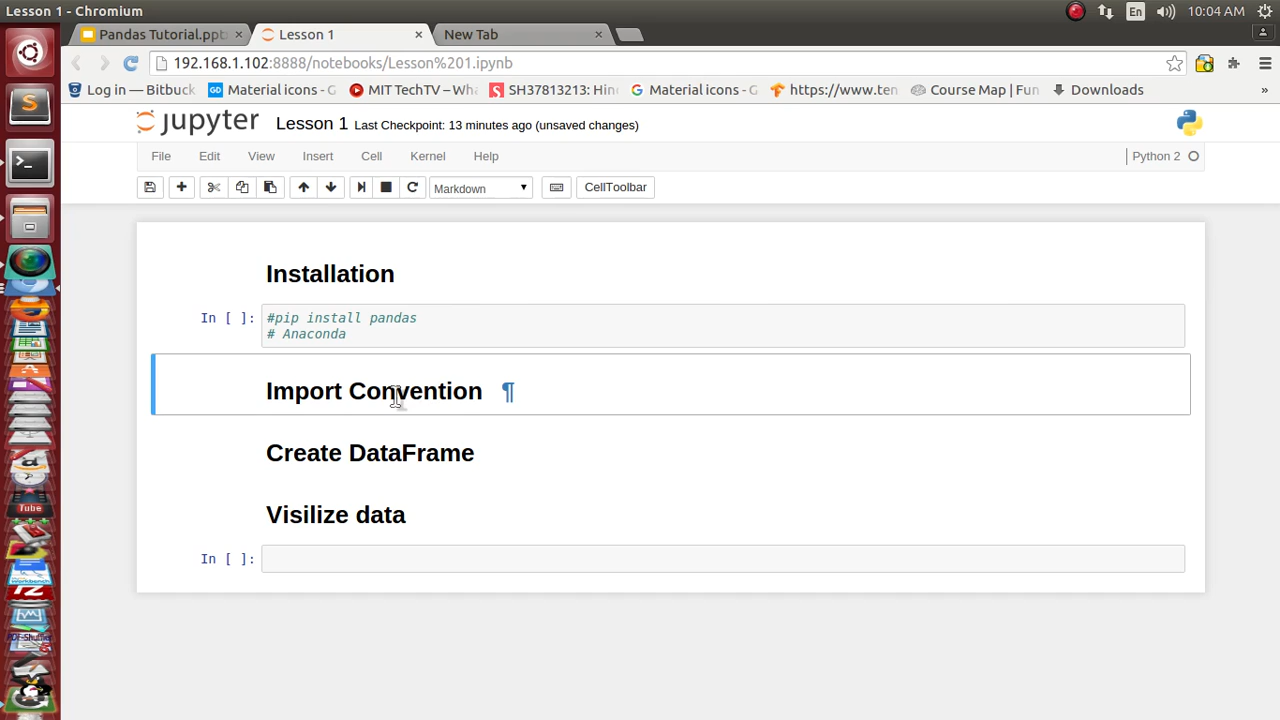 Lesson 1 - Chromium
En
10:04 AM
Pandas Tutorial.ppt
Lesson 1
New Tab
192.168.1.102:8888/notebooks/Lesson%201.ipynb
Log in — Bitbuck
Material icons - G
MIT TechTV – Wha
SH37813213: Hin
Material icons - G
https://www.ten
Course Map | Fun
Downloads
»
jupyter
Lesson 1
Last Checkpoint: 13 minutes ago (unsaved changes)
File
Edit
View
Insert
Cell
Kernel
Help
Python 2
Markdown
CellToolbar
Installation
In [ ]:
#pip install pandas
# Anaconda
Import Convention ¶
Create DataFrame
Visilize data
In [ ]:
Tube